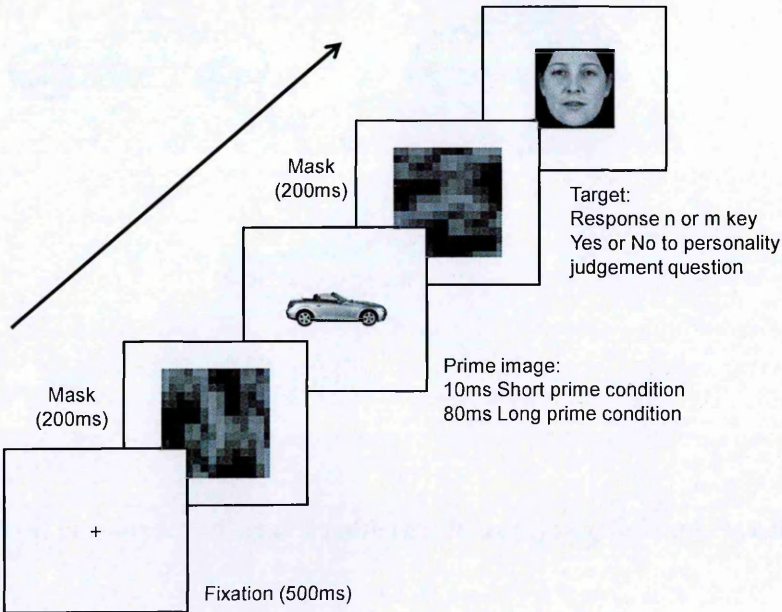 Mask
(200ms)
Target:
Response n or m key
Yes or No to personality
judgement question
Prime image:
10ms Short prime condition
80ms Long prime condition
Mask
(200ms)
+
Fixation (500ms)